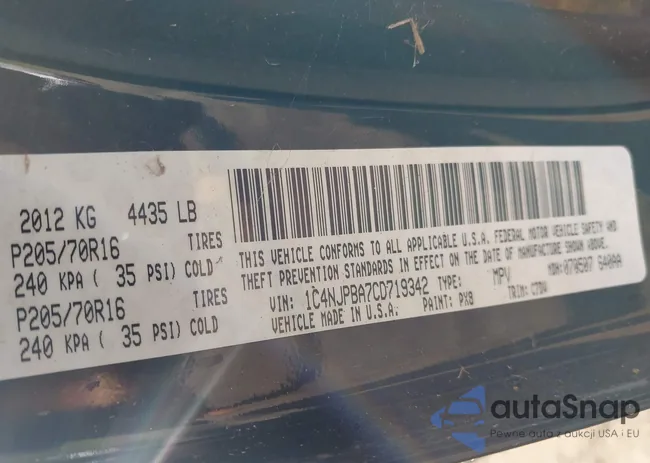 2012 KG 4435 LB
P205/70R16 TIRES
240 KPA ( 35 PSI) COLD
P205/70R16 TIRES
240 KPA ( 35 PSI) COLD
THIS VEHICLE CONFORMS TO ALL APPLICABLE U.S.A. FEDERAL MOTOR VEHICLE SAFETY AND
THEFT PREVENTION STANDARDS IN EFFECT ON THE DATE OF MANUFACTURE SHOWN ABOVE.
VIN: 1C4NJPBA7CD719342 TYPE: MPV MDH: 070507 6A0AA
VEHICLE MADE IN U.S.A. PAINT: PXB TRIM:
autaSnap
Pewne auta z aukcji USA i EU